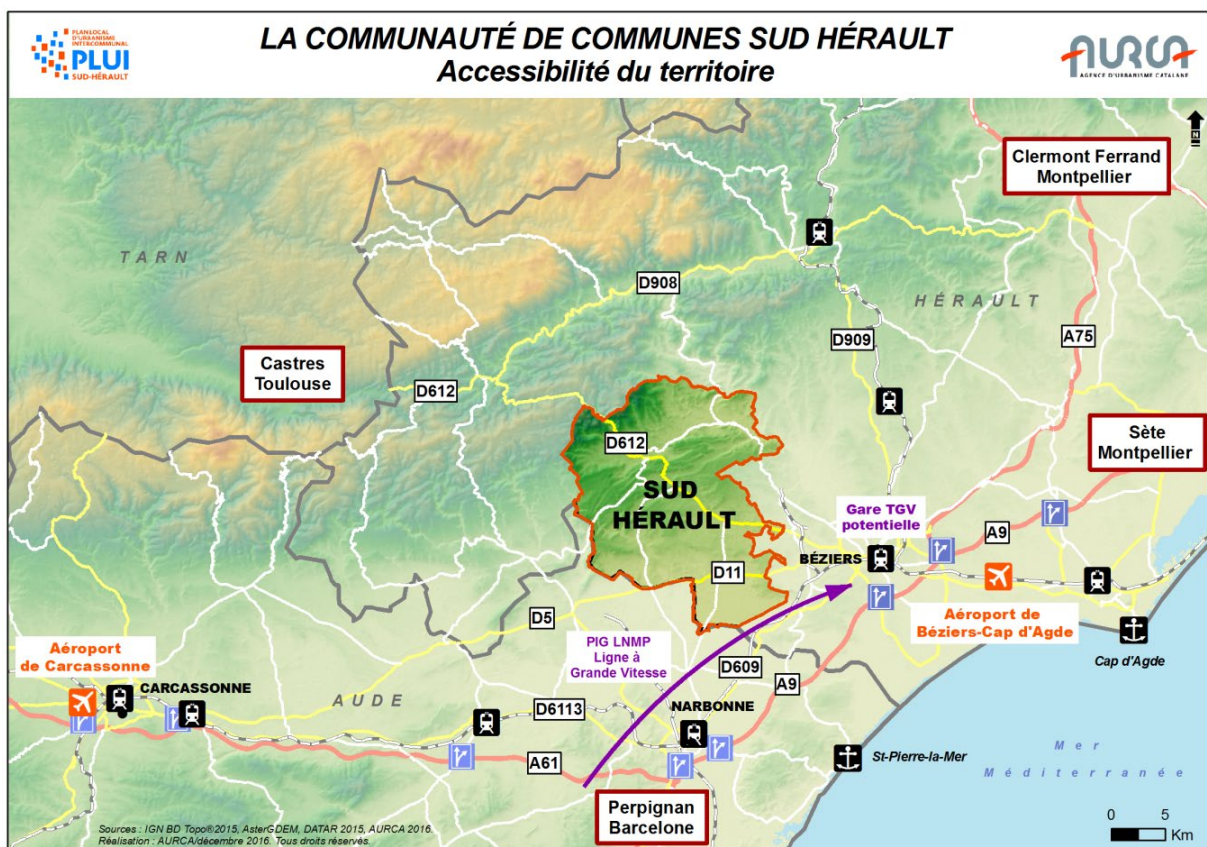 PLAN LOCAL
D'URBANISME
INTERCOMMUNAL
PLUI
SUD-HÉRAULT
LA COMMUNAUTÉ DE COMMUNES SUD HÉRAULT
Accessibilité du territoire
AURCA
AGENCE D'URBANISME CATALANE
N
Clermont Ferrand
Montpellier
TARN
D908
HÉRAULT
D909
A75
Castres
Toulouse
D612
D612
Sète
Montpellier
SUD
HÉRAULT
Gare TGV
potentielle
A9
BÉZIERS
D11
D5
Aéroport de
Béziers-Cap d'Agde
PIG LNMP
Ligne à
Grande Vitesse
Aéroport
de Carcassonne
D609
Cap d'Agde
A9
CARCASSONNE
AUDE
D6113
NARBONNE
St-Pierre-la-Mer
Mer
Méditerranée
A61
Perpignan
Barcelone
Sources : IGN BD Topo®2015, AsterGDEM, DATAR 2015, AURCA 2016.
Réalisation : AURCA/décembre 2016. Tous droits réservés.
0 5
Km